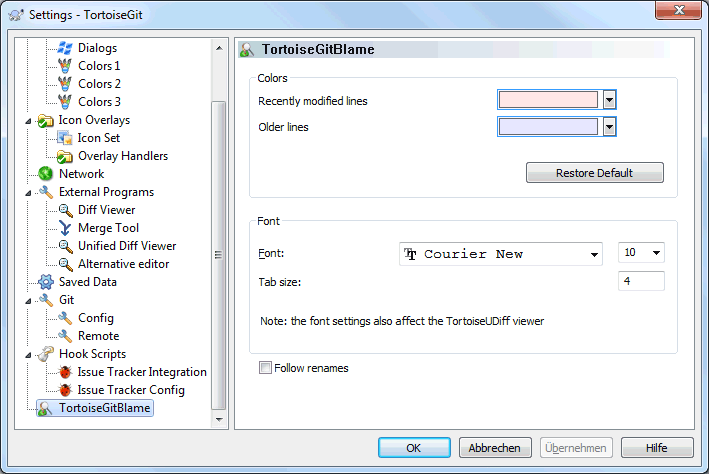 Settings - TortoiseGit
Dialogs
Colors 1
Colors 2
Colors 3
Icon Overlays
Icon Set
Overlay Handlers
Network
External Programs
Diff Viewer
Merge Tool
Unified Diff Viewer
Alternative editor
Saved Data
Git
Config
Remote
Hook Scripts
Issue Tracker Integration
Issue Tracker Config
TortoiseGitBlame
TortoiseGitBlame
Colors
Recently modified lines
Older lines
Restore Default
Font
Font: Courier New 10
Tab size: 4
Note: the font settings also affect the TortoiseUDiff viewer
Follow renames
OK Abbrechen Übernehmen Hilfe